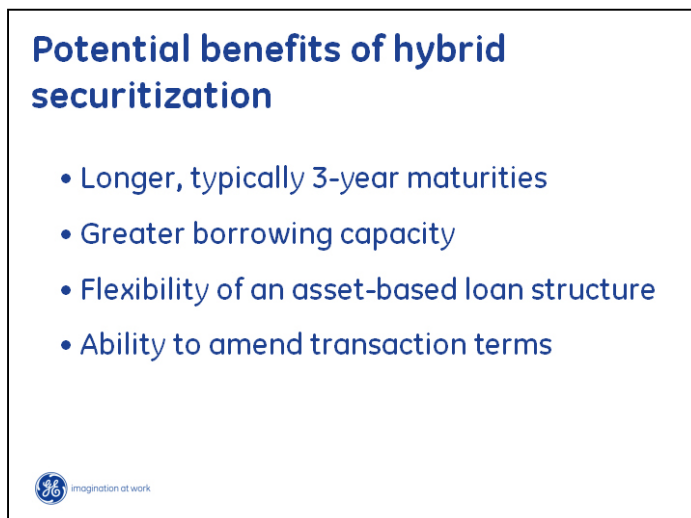 Potential benefits of hybrid
securitization
• Longer, typically 3-year maturities
• Greater borrowing capacity
• Flexibility of an asset-based loan structure
• Ability to amend transaction terms
GE imagination at work